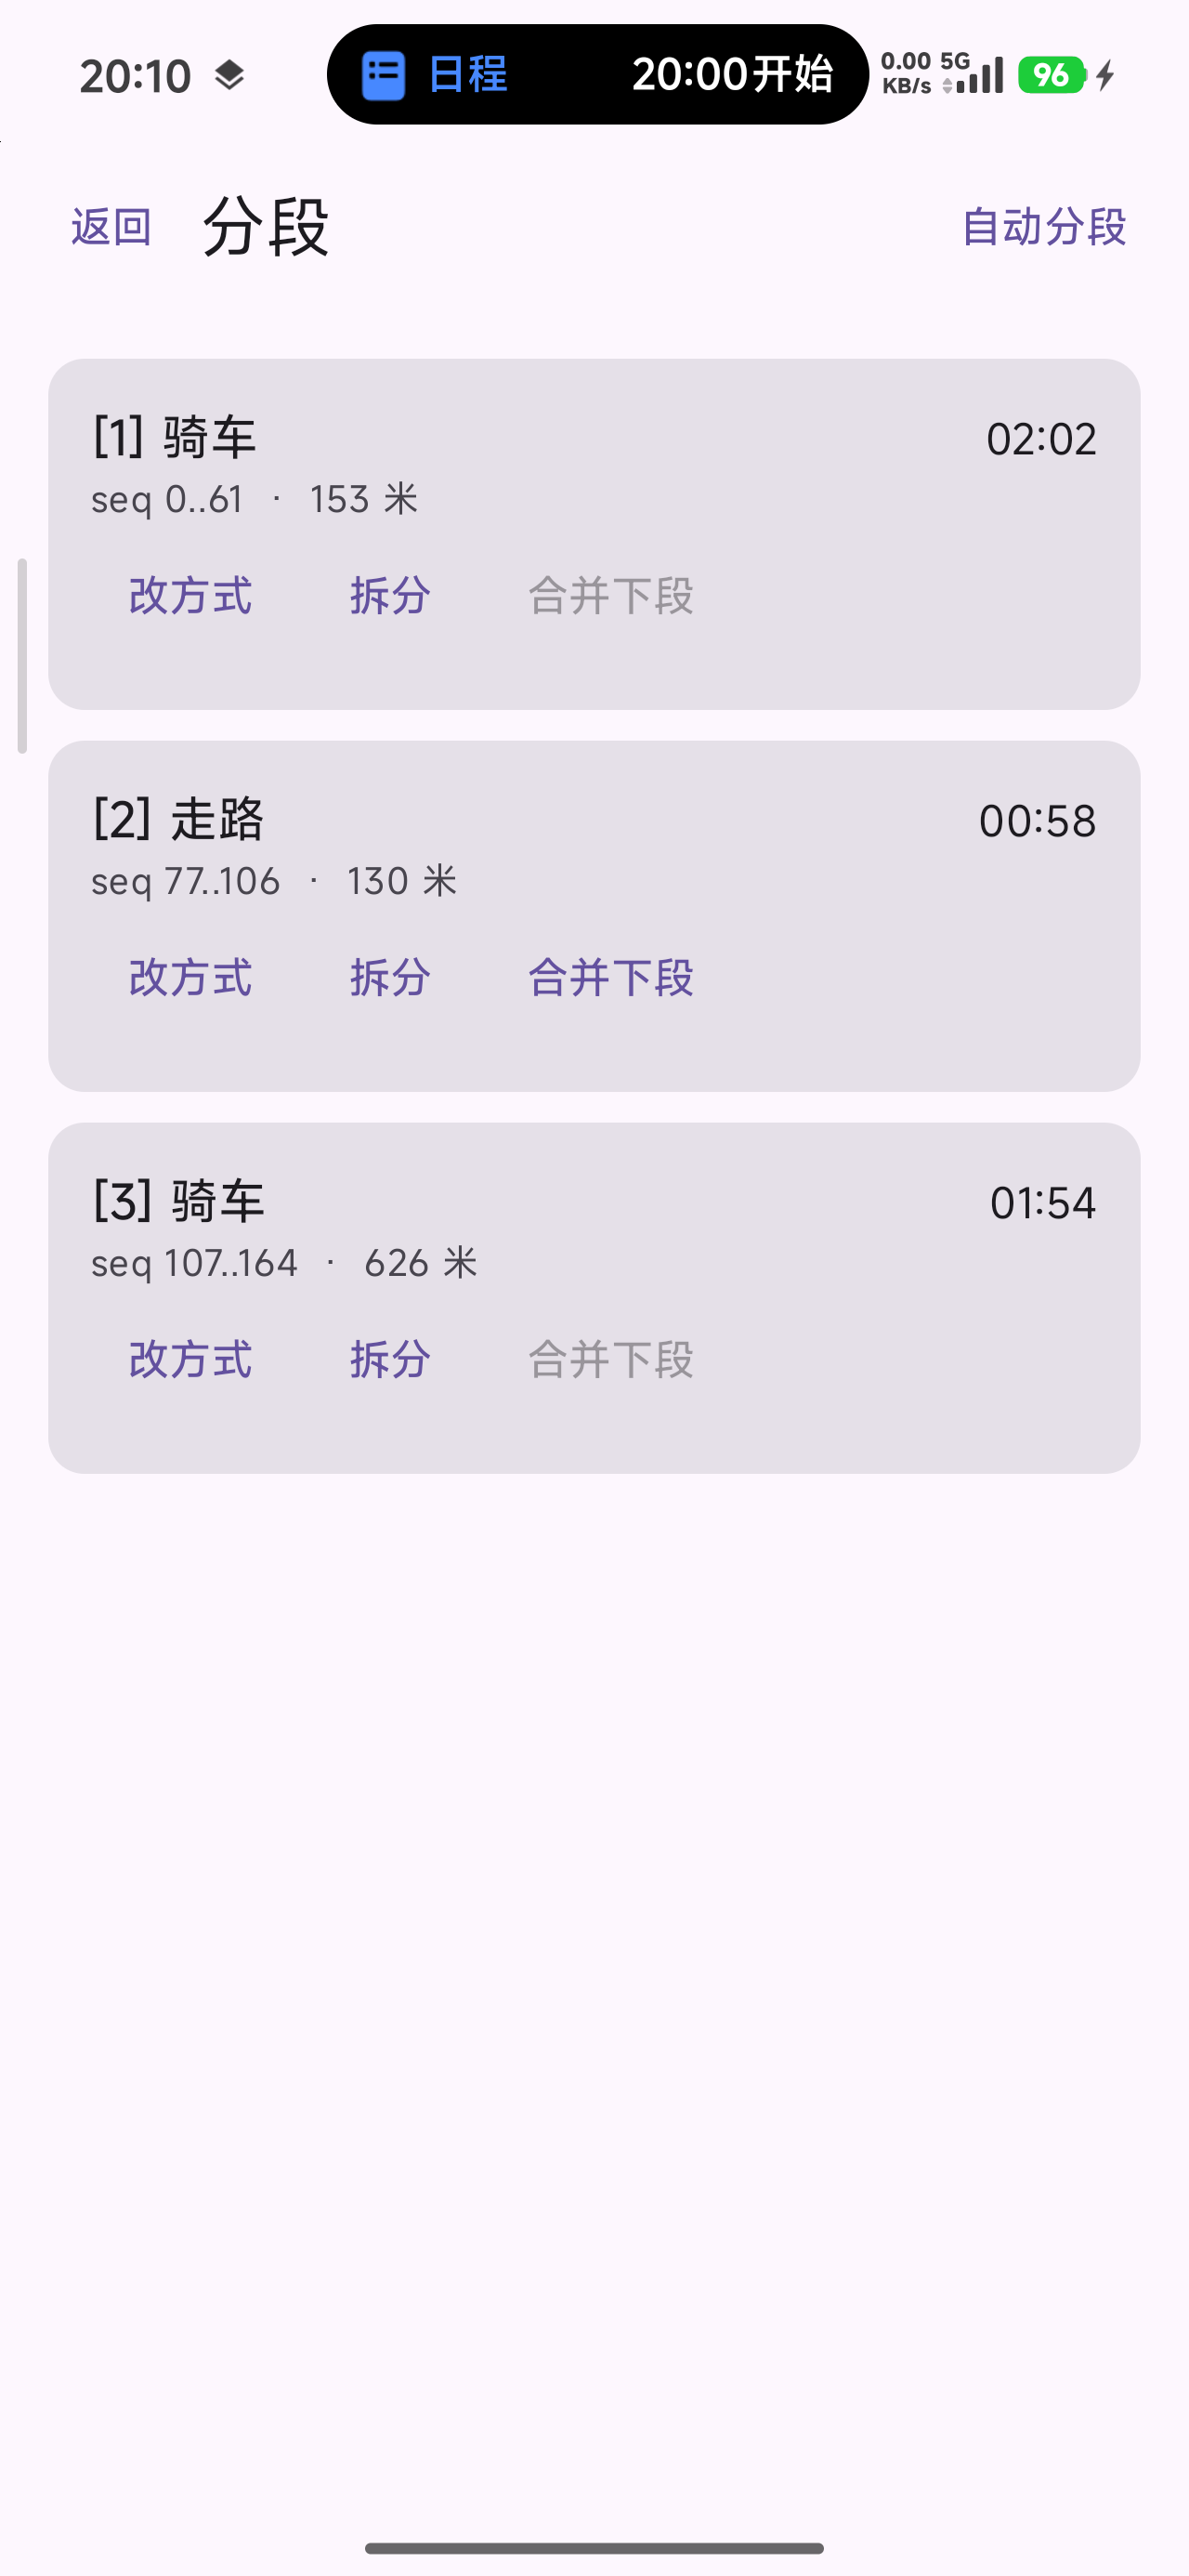 20:10 日程 20:00开始 0.00 5G 96
KB/s
返回 分段 自动分段
[1] 骑车 02:02
seq 0..61 · 153 米
改方式 拆分 合并下段
[2] 走路 00:58
seq 77..106 · 130 米
改方式 拆分 合并下段
[3] 骑车 01:54
seq 107..164 · 626 米
改方式 拆分 合并下段